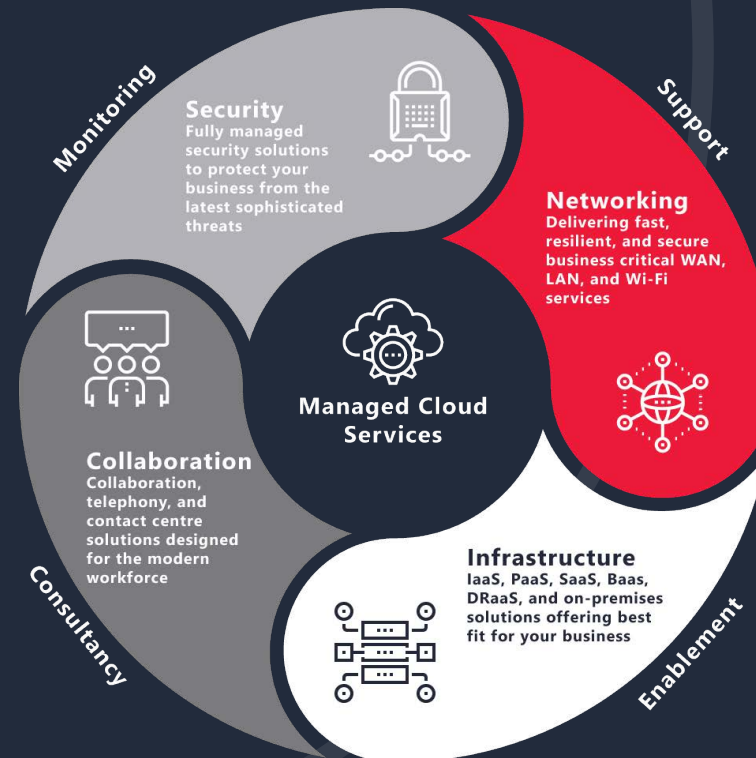 Monitoring
Support
Security
Fully managed
security solutions
to protect your
business from the
latest sophisticated
threats
Networking
Delivering fast,
resilient, and secure
business critical WAN,
LAN, and Wi-Fi
services
Managed Cloud
Services
Collaboration
Collaboration,
telephony, and
contact centre
solutions designed
for the modern
workforce
Infrastructure
IaaS, PaaS, SaaS, Baas,
DRaaS, and on-premises
solutions offering best
fit for your business
Consultancy
Enablement